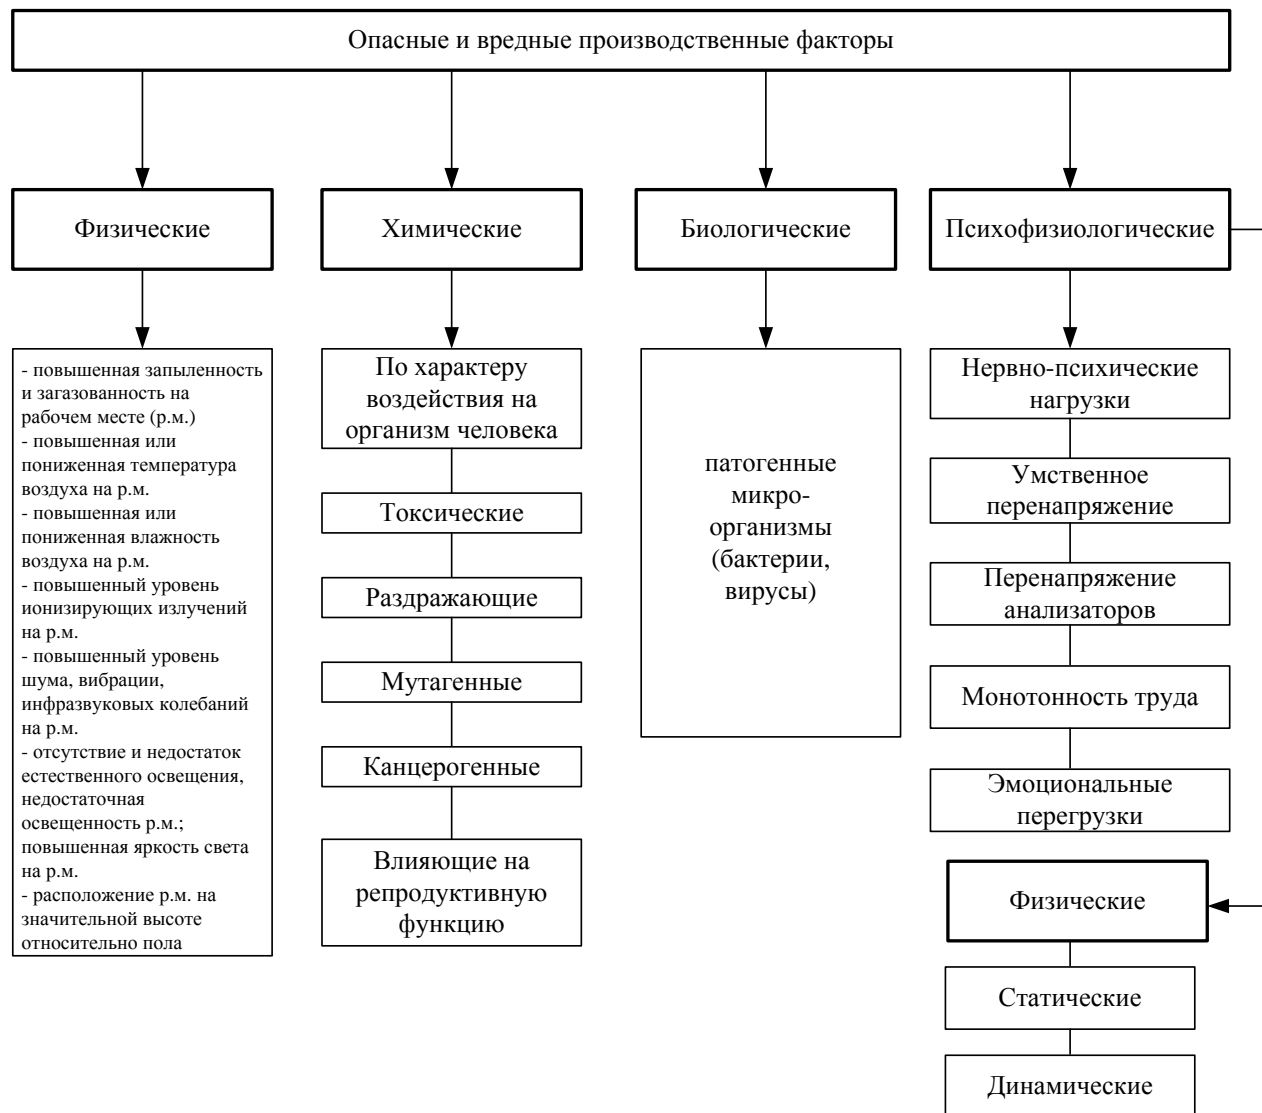 Опасные и вредные производственные факторы
Физические
Химические
Биологические
Психофизиологические
- повышенная запыленность
и загазованность на
рабочем месте (р.м.)
- повышенная или
пониженная температура
воздуха на р.м.
- повышенная или
пониженная влажность
воздуха на р.м.
- повышенный уровень
ионизирующих излучений
на р.м.
- повышенный уровень
шума, вибрации,
инфразвуковых колебаний
на р.м.
- отсутствие и недостаток
естественного освещения,
недостаточная
освещенность р.м.;
повышенная яркость света
на р.м.
- расположение р.м. на
значительной высоте
относительно пола
По характеру
воздействия на
организм человека
Токсические
Раздражающие
Мутагенные
Канцерогенные
Влияющие на
репродуктивную
функцию
патогенные
микро-
организмы
(бактерии,
вирусы)
Нервно-психические
нагрузки
Умственное
перенапряжение
Перенапряжение
анализаторов
Монотонность труда
Эмоциональные
перегрузки
Физические
Статические
Динамические